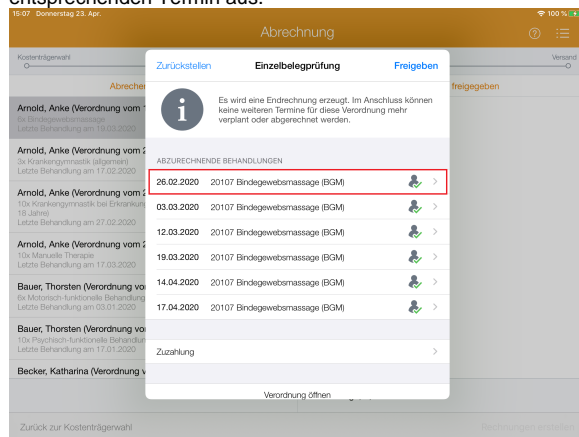 entsprechenden Termin aus.
15:07 Donnerstag 23. Apr.
100 %
Abrechnung
Kostenträgerwahl
Versand
Zurückstellen
Einzelbelegprüfung
Freigeben
Abrechen
freigegeben
Es wird eine Endrechnung erzeugt. Im Anschluss können
keine weiteren Termine für diese Verordnung mehr
verplant oder abgerechnet werden.
ABZURECHNENDE BEHANDLUNGEN
26.02.2020 20107 Bindegewebsmassage (BGM)
03.03.2020 20107 Bindegewebsmassage (BGM)
12.03.2020 20107 Bindegewebsmassage (BGM)
19.03.2020 20107 Bindegewebsmassage (BGM)
14.04.2020 20107 Bindegewebsmassage (BGM)
17.04.2020 20107 Bindegewebsmassage (BGM)
Zuzahlung
Verordnung öffnen
Arnold, Anke (Verordnung vom 1
6x Bindegewebsmassage
Letzte Behandlung am 19.03.2020
Arnold, Anke (Verordnung vom 2
3x Krankengymnastik (allgemein)
Letzte Behandlung am 17.02.2020
Arnold, Anke (Verordnung vom 2
10x Krankengymnastik bei Erkrankung
18 Jahre)
Letzte Behandlung am 27.02.2020
Arnold, Anke (Verordnung vom 2
10x Manuelle Therapie
Letzte Behandlung am 17.03.2020
Bauer, Thorsten (Verordnung vo
6x Motorisch-funktionelle Behandlung
Letzte Behandlung am 03.01.2020
Bauer, Thorsten (Verordnung vo
10x Psychisch-funktionelle Behandlun
Letzte Behandlung am 17.01.2020
Becker, Katharina (Verordnung v
Zurück zur Kostenträgerwahl
Rechnungen erstellen